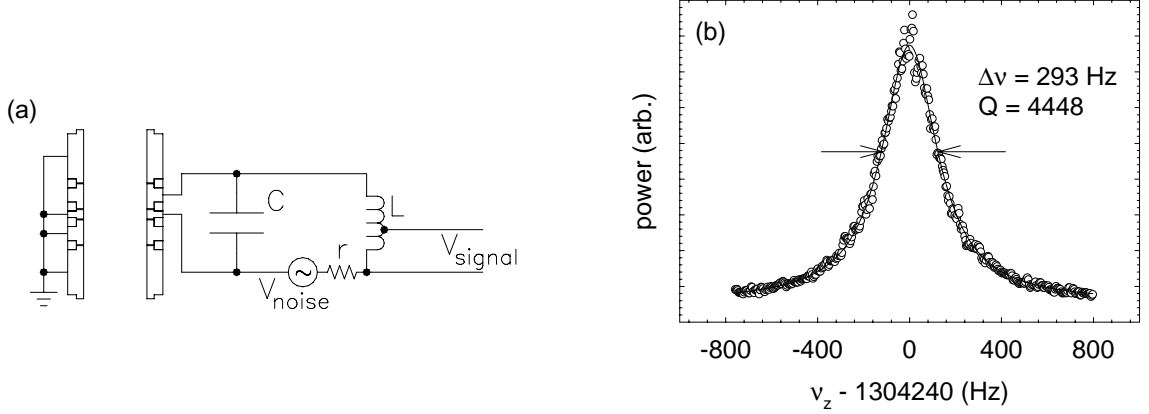 (a)
C
L
r
V_signal
V_noise
(b)
Δν = 293 Hz
Q = 4448
power (arb.)
-800 -400 0 400 800
ν_z - 1304240 (Hz)